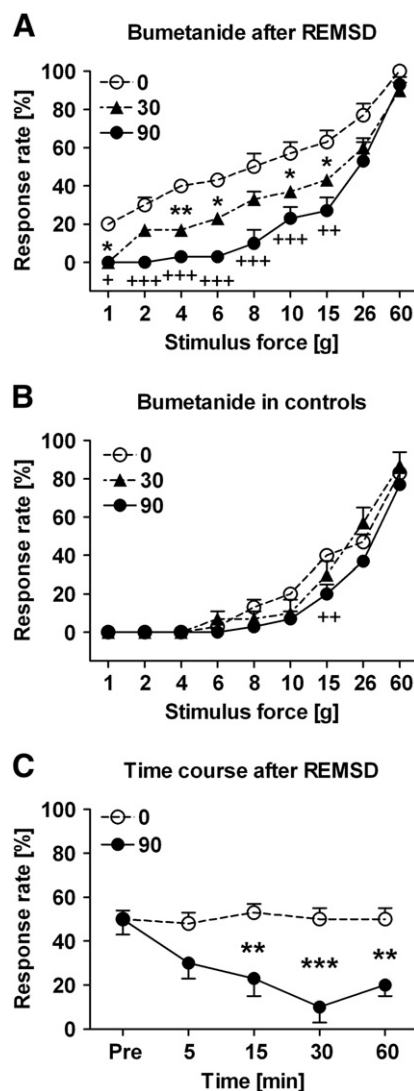 A
Bumetanide after REMSD
Response rate [%]
100
80
60
40
20
0
0
30
90
* ** * * *
+ +++ +++ +++ +++ +++ ++
1 2 4 6 8 10 15 26 60
Stimulus force [g]
B
Bumetanide in controls
Response rate [%]
100
80
60
40
20
0
0
30
90
++
1 2 4 6 8 10 15 26 60
Stimulus force [g]
C
Time course after REMSD
Response rate [%]
100
80
60
40
20
0
0
90
** *** **
Pre 5 15 30 60
Time [min]